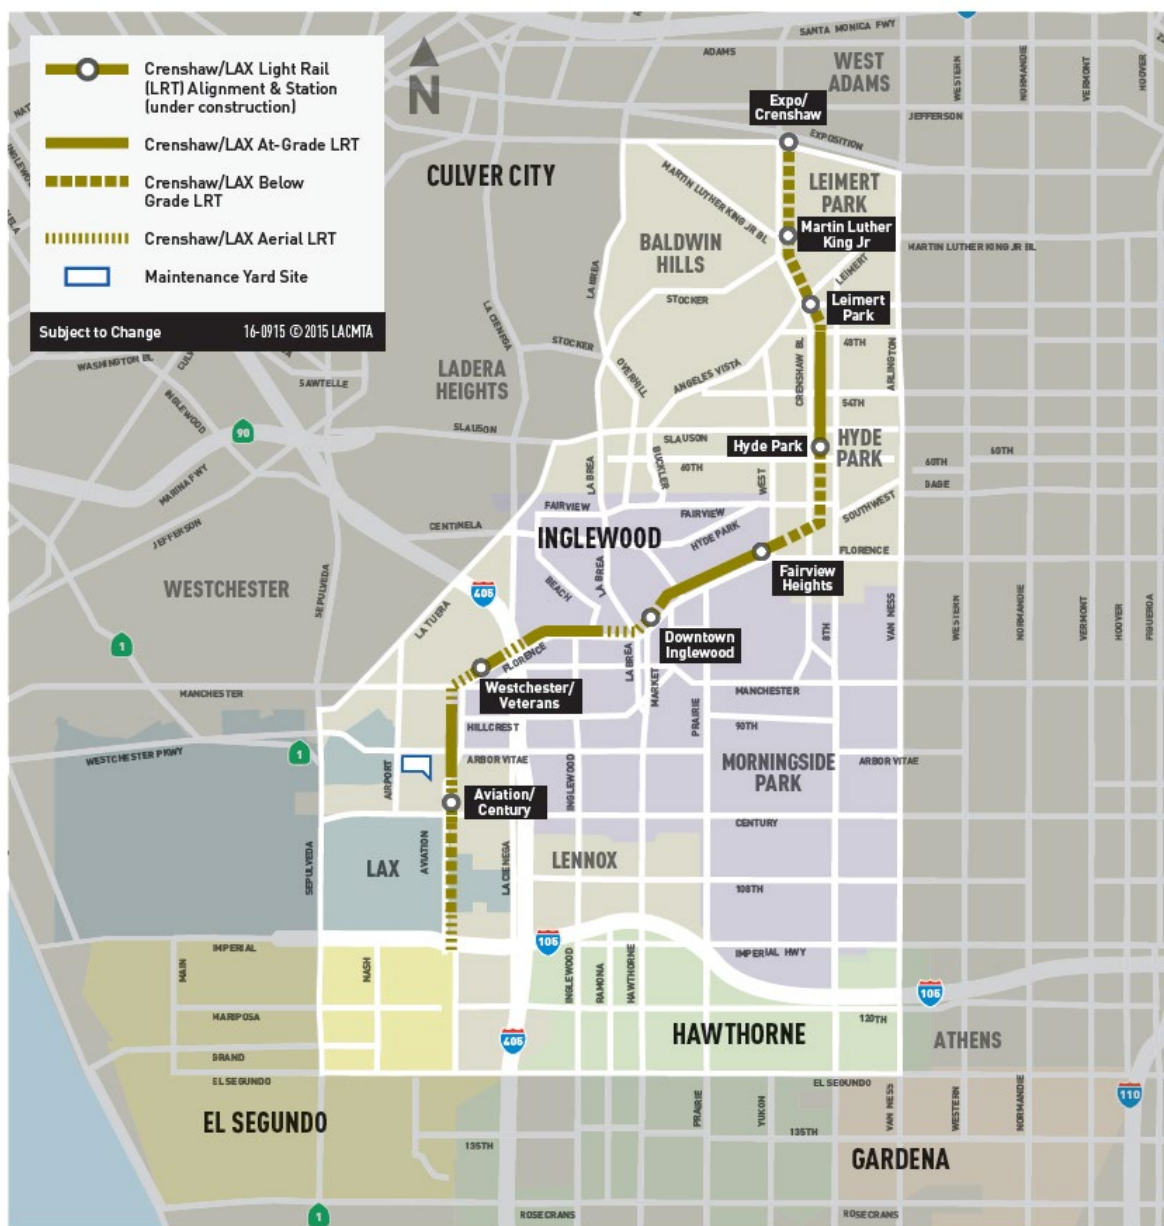 Crenshaw/LAX Light Rail
(LRT) Alignment & Station
(under construction)
Crenshaw/LAX At-Grade LRT
Crenshaw/LAX Below
Grade LRT
Crenshaw/LAX Aerial LRT
Maintenance Yard Site
Subject to Change
16-0915 © 2015 LACMTA
N
SANTA MONICA FWY
ADAMS
WEST
ADAMS
WESTERN
NORMANDIE
VERMONT
HOOVER
Expo/
Crenshaw
JEFFERSON
EXPOSITION
CULVER CITY
MARTIN LUTHER KING JR BL
LEIMERT
PARK
Martin Luther
King Jr
MARTIN LUTHER KING JR BL
BALDWIN
HILLS
LEIMERT
LA BREA
STOCKER
Leimert
Park
LA CIENEGA
STOCKER
48TH
CRENSHAW BL
ARLINGTON
WASHINGTON BL
SAWTELLE
INGLEWOOD
LADERA
HEIGHTS
OVERHILL
ANGELES VISTA
54TH
90
SLAUSON
SLAUSON
Hyde Park
HYDE
PARK
60TH
BUCKLER
WEST
60TH
60TH
GAGE
MARINA FWY
LA BREA
JEFFERSON
CENTINELA
FAIRVIEW
FAIRVIEW
SOUTHWEST
INGLEWOOD
HYDE PARK
FLORENCE
WESTCHESTER
SEPULVEDA
405
BEACH
LA BREA
Fairview
Heights
LA TIJERA
8TH
VAN NESS
WESTERN
NORMANDIE
VERMONT
HOOVER
FIGUEROA
1
Downtown
Inglewood
FLORENCE
LA BREA
MARKET
MANCHESTER
Westchester/
Veterans
MANCHESTER
HILLCREST
PRAIRIE
90TH
WESTCHESTER PKWY
1
AIRPORT
ARBOR VITAE
INGLEWOOD
MORNINGSIDE
PARK
ARBOR VITAE
Aviation/
Century
CENTURY
SEPULVEDA
LAX
AVIATION
LA CIENEGA
LENNOX
108TH
IMPERIAL
105
IMPERIAL HWY
MAIN
NASH
INGLEWOOD
RAMONA
HAWTHORNE
105
MARIPOSA
405
HAWTHORNE
120TH
ATHENS
GRAND
EL SEGUNDO
EL SEGUNDO
110
EL SEGUNDO
PRAIRIE
YUKON
VAN NESS
WESTERN
NORMANDIE
135TH
135TH
GARDENA
1
ROSECRANS
ROSECRANS